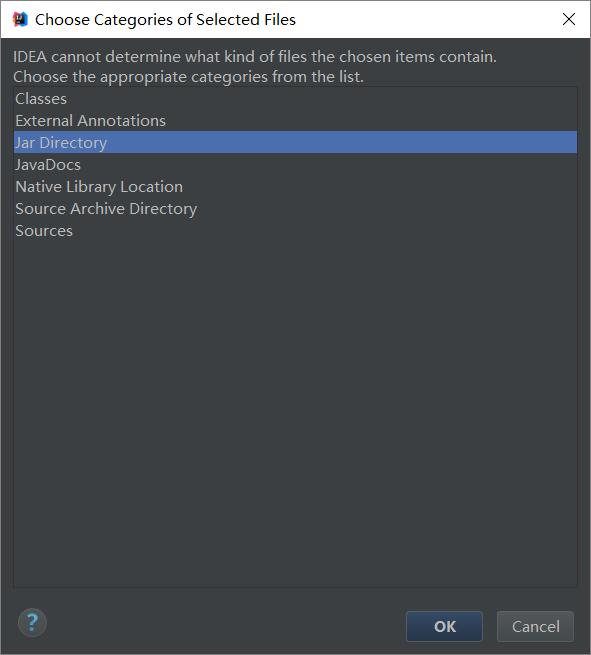 Choose Categories of Selected Files
IDEA cannot determine what kind of files the chosen items contain.
Choose the appropriate categories from the list.
Classes
External Annotations
Jar Directory
JavaDocs
Native Library Location
Source Archive Directory
Sources
?
OK
Cancel